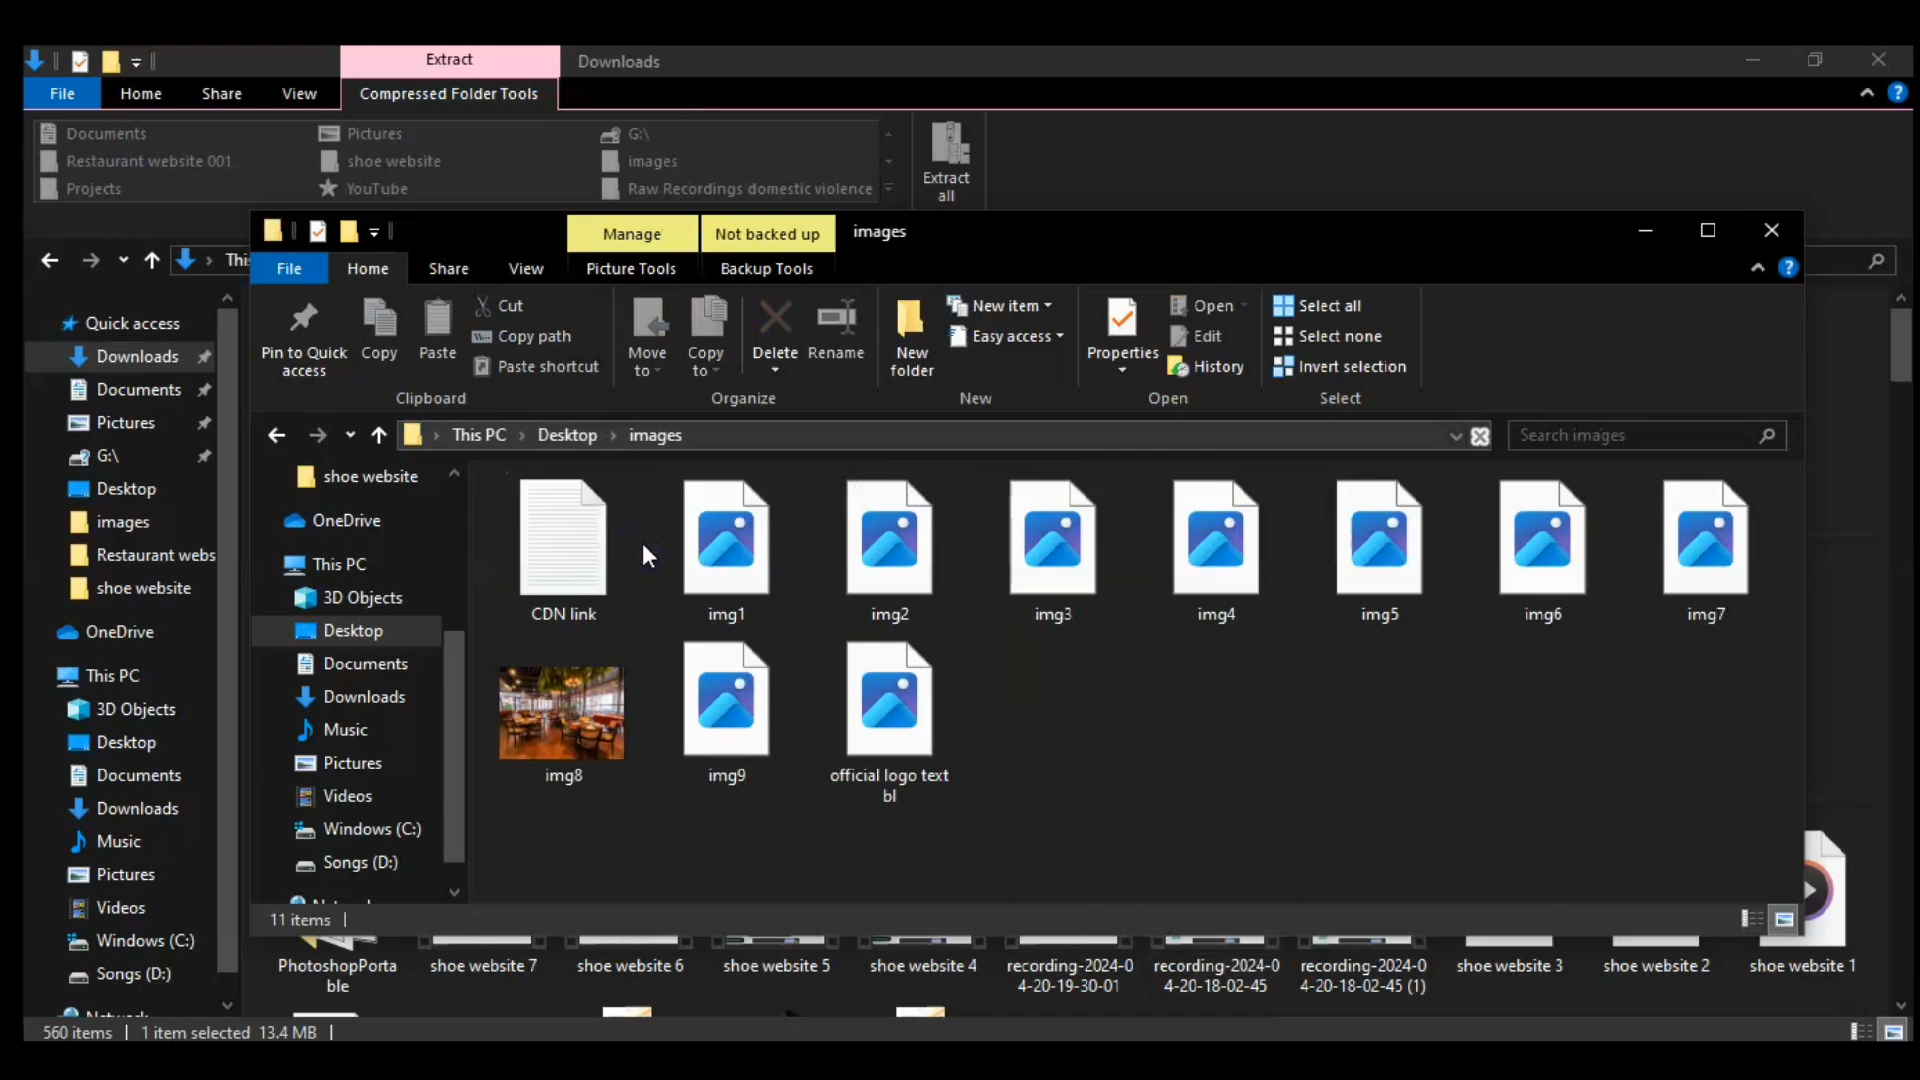 Extract
Downloads
File
Home
Share
View
Compressed Folder Tools
Documents
Pictures
G:\
Restaurant website 001
shoe website
images
Projects
YouTube
Raw Recordings domestic violence
Extract
all
Manage
Not backed up
images
File
Home
Share
View
Picture Tools
Backup Tools
Pin to Quick
access
Copy
Paste
Cut
Copy path
Paste shortcut
Clipboard
Move
to
Copy
to
Delete
Rename
Organize
New
folder
New item
Easy access
New
Properties
Open
Edit
History
Open
Select all
Select none
Invert selection
Select
This PC
Desktop
images
Search images
Quick access
Downloads
Documents
Pictures
G:\
Desktop
images
Restaurant webs
shoe website
OneDrive
This PC
3D Objects
Desktop
Documents
Downloads
Music
Pictures
Videos
Windows (C:)
Songs (D:)
shoe website
OneDrive
This PC
3D Objects
Desktop
Documents
Downloads
Music
Pictures
Videos
Windows (C:)
Songs (D:)
CDN link
img1
img2
img3
img4
img5
img6
img7
img8
img9
official logo text
bl
11 items
PhotoshopPorta
ble
shoe website 7
shoe website 6
shoe website 5
shoe website 4
recording-2024-0
4-20-19-30-01
recording-2024-0
4-20-18-02-45
recording-2024-0
4-20-18-02-45 (1)
shoe website 3
shoe website 2
shoe website 1
560 items
1 item selected 13.4 MB